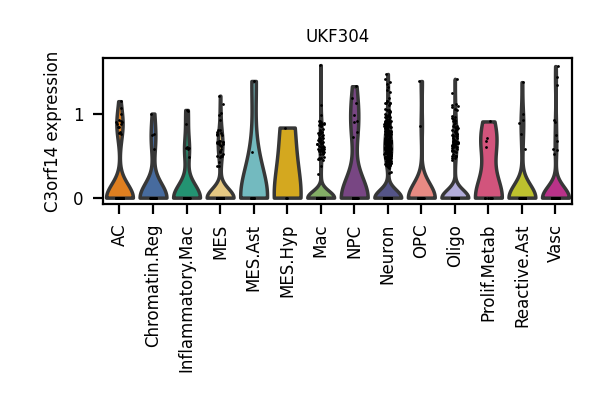 UKF304
C3orf14 expression
1
0
AC
Chromatin.Reg
Inflammatory.Mac
MES
MES.Ast
MES.Hyp
Mac
NPC
Neuron
OPC
Oligo
Prolif.Metab
Reactive.Ast
Vasc